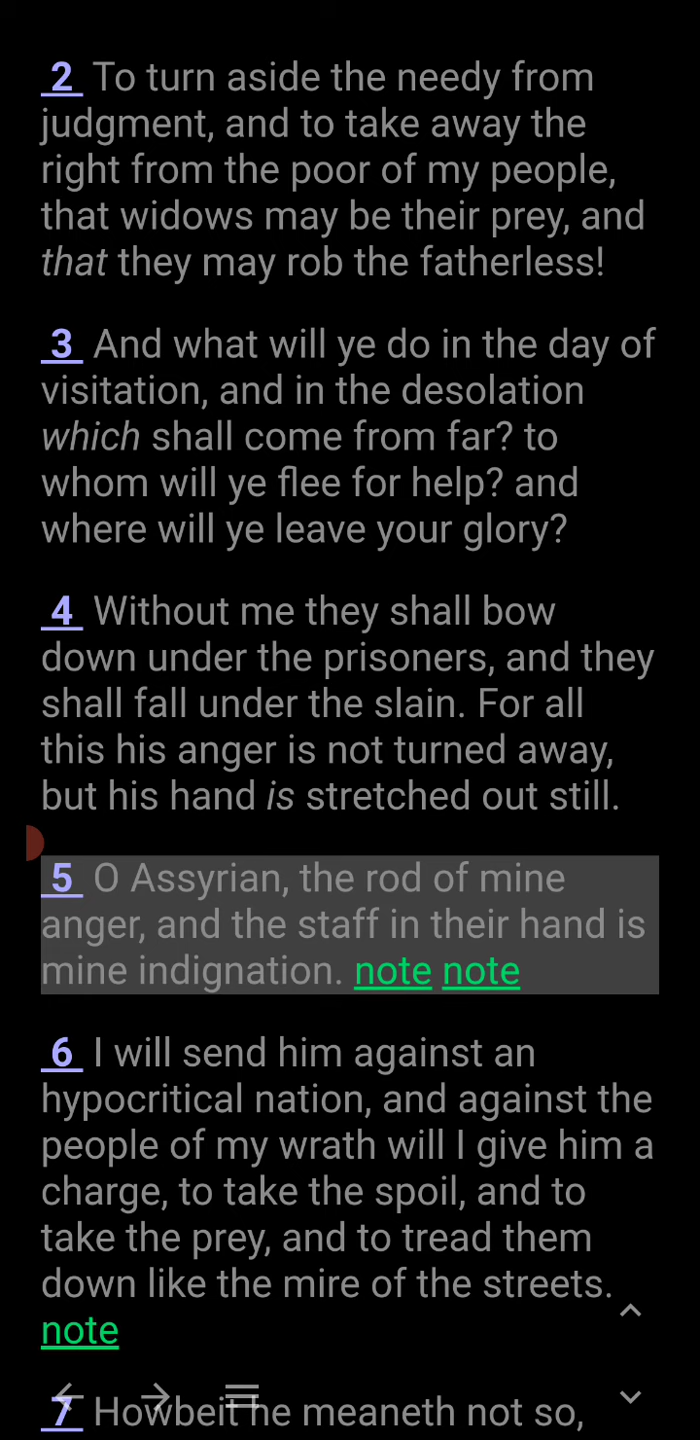 2 To turn aside the needy from
judgment, and to take away the
right from the poor of my people,
that widows may be their prey, and
that they may rob the fatherless!
3 And what will ye do in the day of
visitation, and in the desolation
which shall come from far? to
whom will ye flee for help? and
where will ye leave your glory?
4 Without me they shall bow
down under the prisoners, and they
shall fall under the slain. For all
this his anger is not turned away,
but his hand is stretched out still.
5 O Assyrian, the rod of mine
anger, and the staff in their hand is
mine indignation. note note
6 I will send him against an
hypocritical nation, and against the
people of my wrath will I give him a
charge, to take the spoil, and to
take the prey, and to tread them
down like the mire of the streets.
note
7 Howbeit he meaneth not so,